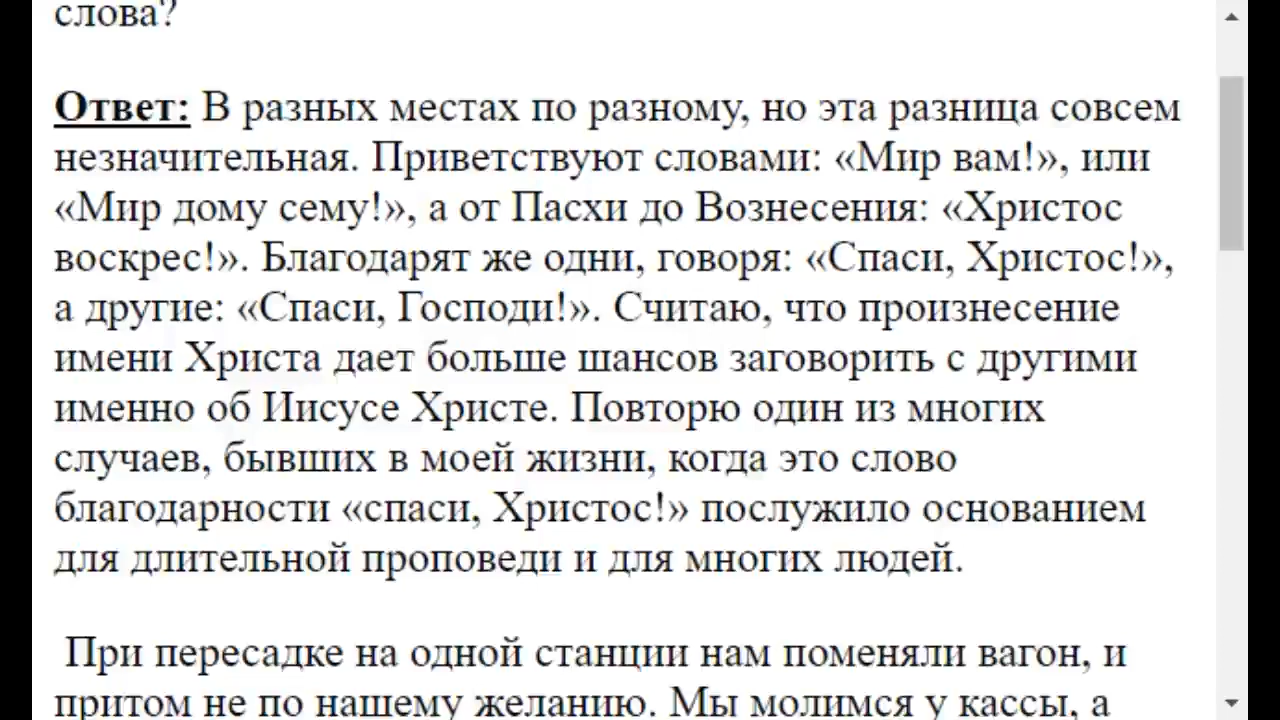 слова?
Ответ: В разных местах по разному, но эта разница совсем
незначительная. Приветствуют словами: «Мир вам!», или
«Мир дому сему!», а от Пасхи до Вознесения: «Христос
воскрес!». Благодарят же одни, говоря: «Спаси, Христос!»,
а другие: «Спаси, Господи!». Считаю, что произнесение
имени Христа дает больше шансов заговорить с другими
именно об Иисусе Христе. Повторю один из многих
случаев, бывших в моей жизни, когда это слово
благодарности «спаси, Христос!» послужило основанием
для длительной проповеди и для многих людей.
При пересадке на одной станции нам поменяли вагон, и
притом не по нашему желанию. Мы молимся у кассы, а